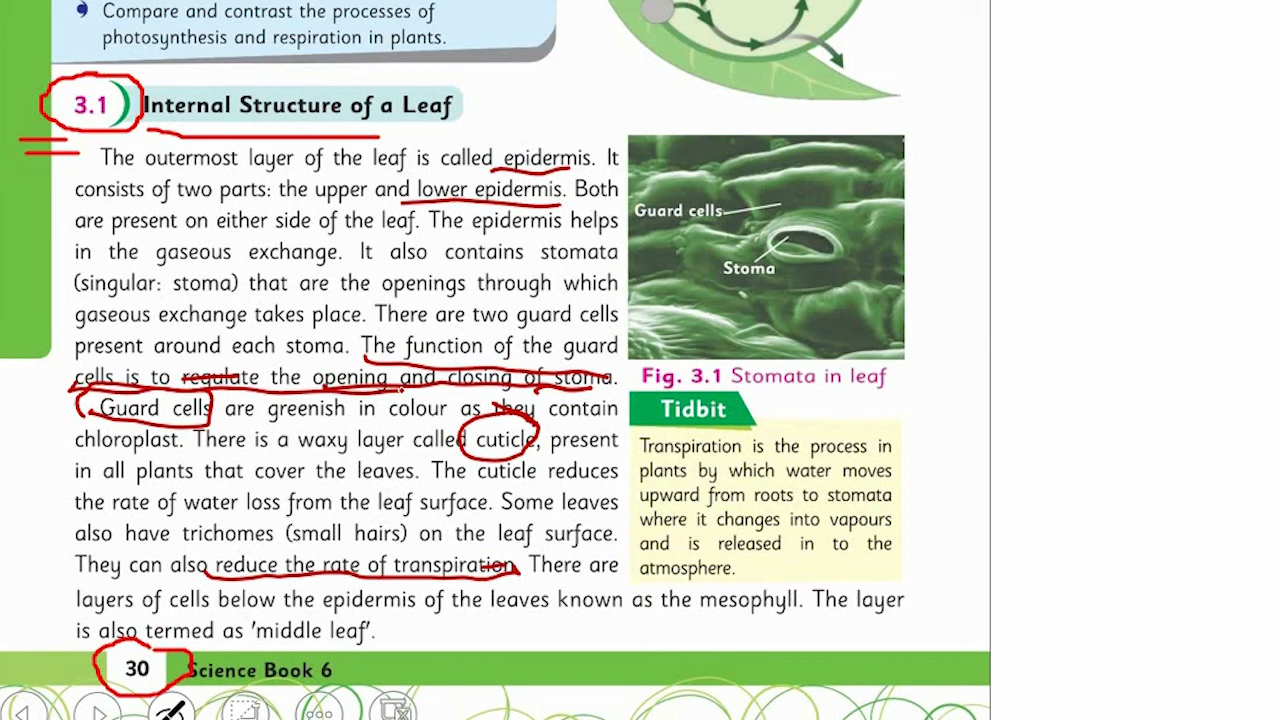 Compare and contrast the processes of
photosynthesis and respiration in plants.
3.1 Internal Structure of a Leaf
The outermost layer of the leaf is called epidermis. It
consists of two parts: the upper and lower epidermis. Both
are present on either side of the leaf. The epidermis helps
in the gaseous exchange. It also contains stomata
(singular: stoma) that are the openings through which
gaseous exchange takes place. There are two guard cells
present around each stoma. The function of the guard
cells is to regulate the opening and closing of stoma.
Guard cells are greenish in colour as they contain
chloroplast. There is a waxy layer called cuticle, present
in all plants that cover the leaves. The cuticle reduces
the rate of water loss from the leaf surface. Some leaves
also have trichomes (small hairs) on the leaf surface.
They can also reduce the rate of transpiration. There are
layers of cells below the epidermis of the leaves known as the mesophyll. The layer
is also termed as 'middle leaf'.
Guard cells
Stoma
Fig. 3.1 Stomata in leaf
Tidbit
Transpiration is the process in
plants by which water moves
upward from roots to stomata
where it changes into vapours
and is released in to the
atmosphere.
30 Science Book 6